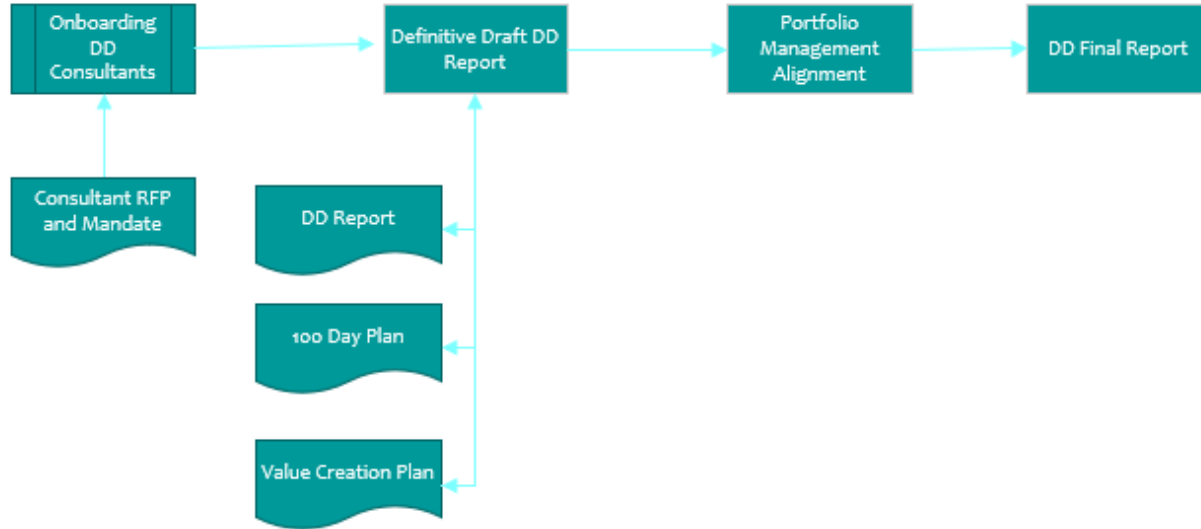 Onboarding
DD
Consultants
Definitive Draft DD
Report
Portfolio
Management
Alignment
DD Final Report
Consultant RFP
and Mandate
DD Report
100 Day Plan
Value Creation Plan